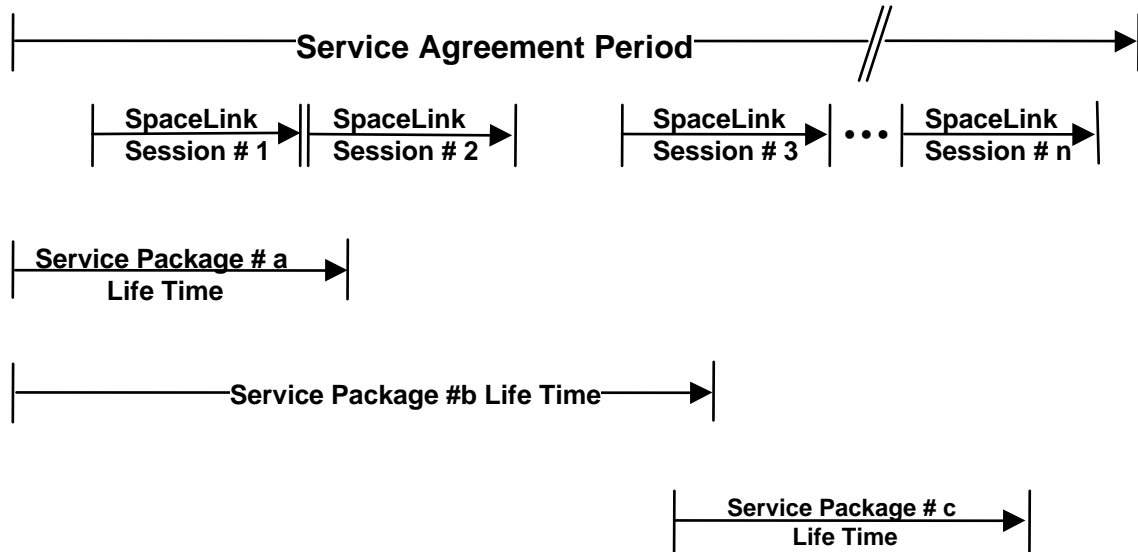 Service Agreement Period
SpaceLink
Session # 1
SpaceLink
Session # 2
SpaceLink
Session # 3
•••
SpaceLink
Session # n
Service Package # a
Life Time
Service Package #b Life Time
Service Package # c
Life Time